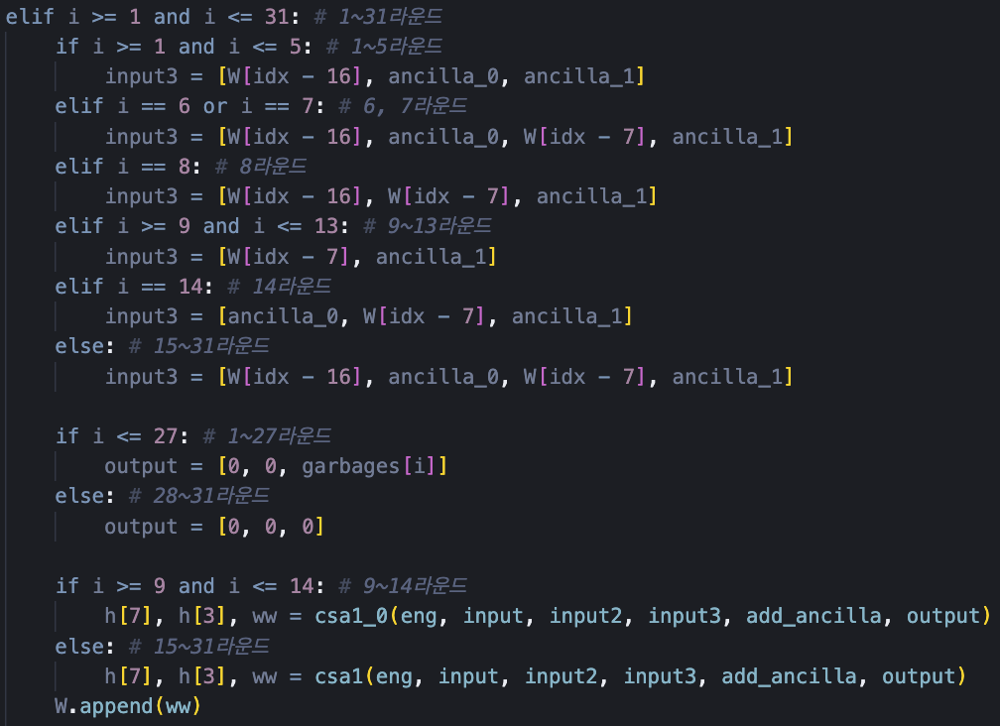 elif i >= 1 and i <= 31: # 1~31라운드
    if i >= 1 and i <= 5: # 1~5라운드
        input3 = [W[idx - 16], ancilla_0, ancilla_1]
    elif i == 6 or i == 7: # 6, 7라운드
        input3 = [W[idx - 16], ancilla_0, W[idx - 7], ancilla_1]
    elif i == 8: # 8라운드
        input3 = [W[idx - 16], W[idx - 7], ancilla_1]
    elif i >= 9 and i <= 13: # 9~13라운드
        input3 = [W[idx - 7], ancilla_1]
    elif i == 14: # 14라운드
        input3 = [ancilla_0, W[idx - 7], ancilla_1]
    else: # 15~31라운드
        input3 = [W[idx - 16], ancilla_0, W[idx - 7], ancilla_1]

    if i <= 27: # 1~27라운드
        output = [0, 0, garbages[i]]
    else: # 28~31라운드
        output = [0, 0, 0]

    if i >= 9 and i <= 14: # 9~14라운드
        h[7], h[3], ww = csa1_0(eng, input, input2, input3, add_ancilla, output)
    else: # 15~31라운드
        h[7], h[3], ww = csa1(eng, input, input2, input3, add_ancilla, output)
    W.append(ww)